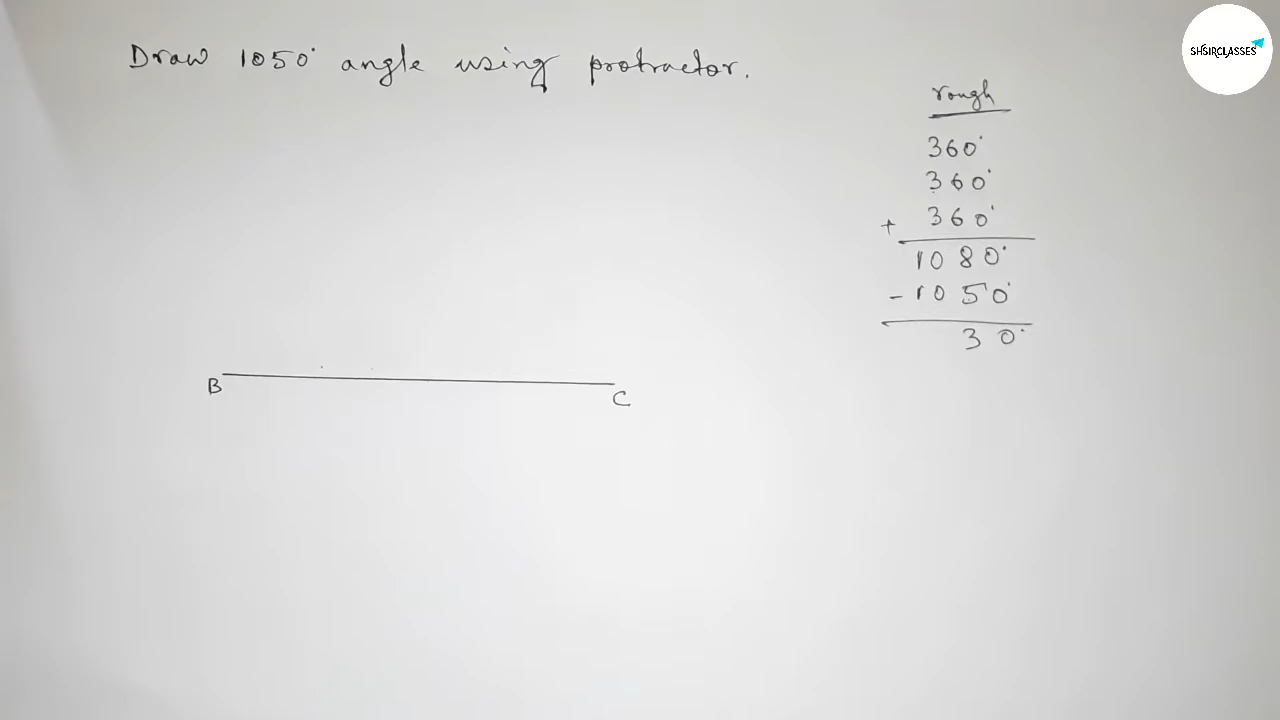 Draw 1050° angle using protractor.
SHSIRCLASSES
rough
360°
360°
+ 360°
1080°
- 1050°
30°
B
C